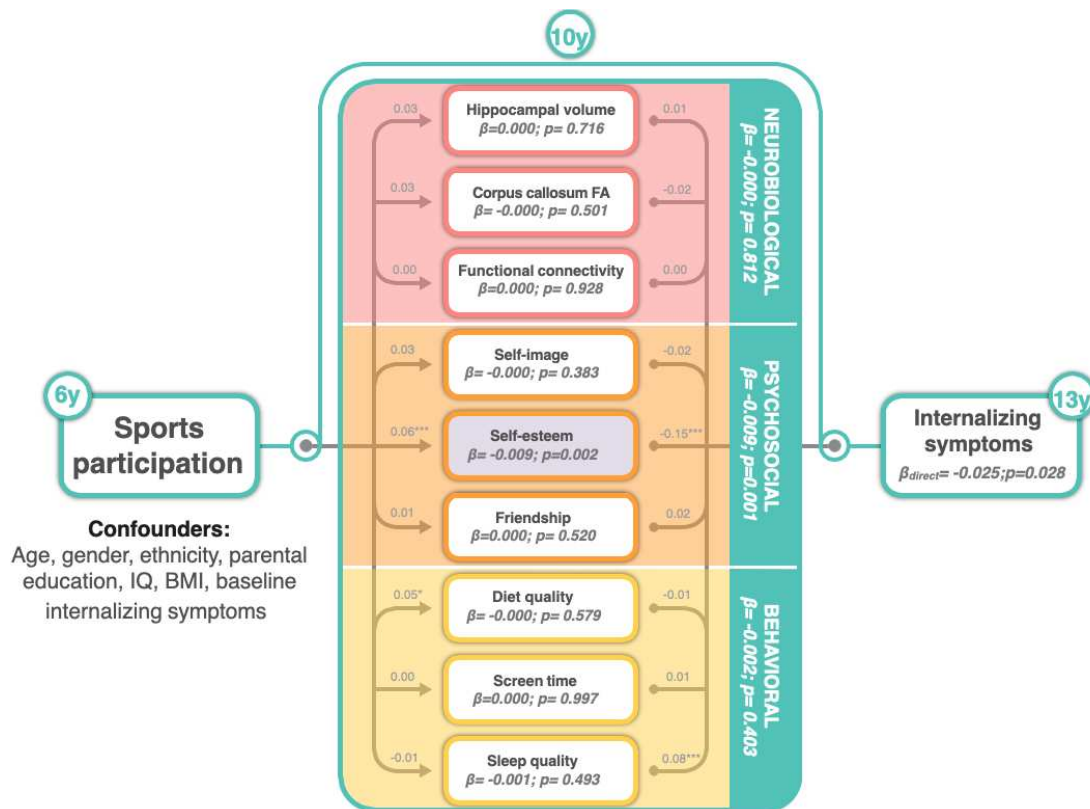 10y
0.03
Hippocampal volume
β=0.000; p= 0.716
0.01
0.03
Corpus callosum FA
β= -0.000; p= 0.501
-0.02
0.00
Functional connectivity
β=0.000; p= 0.928
0.00
NEUROBIOLOGICAL
β= -0.000; p= 0.812
0.03
Self-image
β= -0.000; p= 0.383
-0.02
0.06***
Self-esteem
β= -0.009; p=0.002
-0.15***
0.01
Friendship
β=0.000; p= 0.520
0.02
PSYCHOSOCIAL
β= -0.009; p=0.001
0.05*
Diet quality
β= -0.000; p= 0.579
-0.01
0.00
Screen time
β=0.000; p= 0.997
0.01
-0.01
Sleep quality
β= -0.001; p= 0.493
0.08***
BEHAVIORAL
β= -0.002; p= 0.403
6y
Sports
participation
Confounders:
Age, gender, ethnicity, parental
education, IQ, BMI, baseline
internalizing symptoms
13y
Internalizing
symptoms
βdirect= -0.025;p=0.028